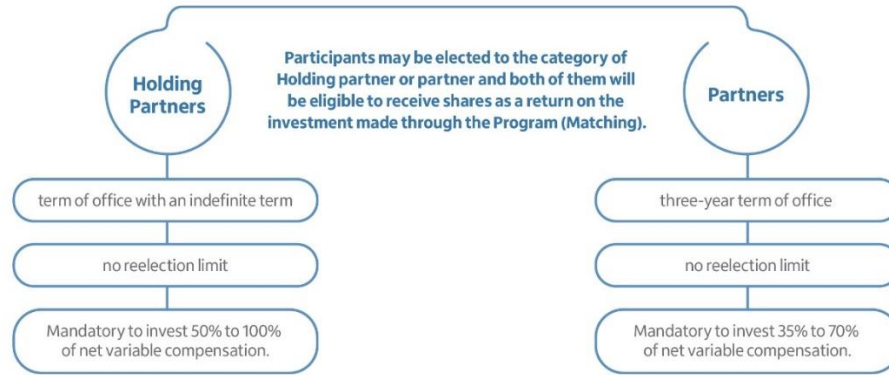 Holding
Partners
Participants may be elected to the category of
Holding partner or partner and both of them will
be eligible to receive shares as a return on the
investment made through the Program (Matching).
Partners
term of office with an indefinite term
no reelection limit
Mandatory to invest 50% to 100%
of net variable compensation.
three-year term of office
no reelection limit
Mandatory to invest 35% to 70%
of net variable compensation.